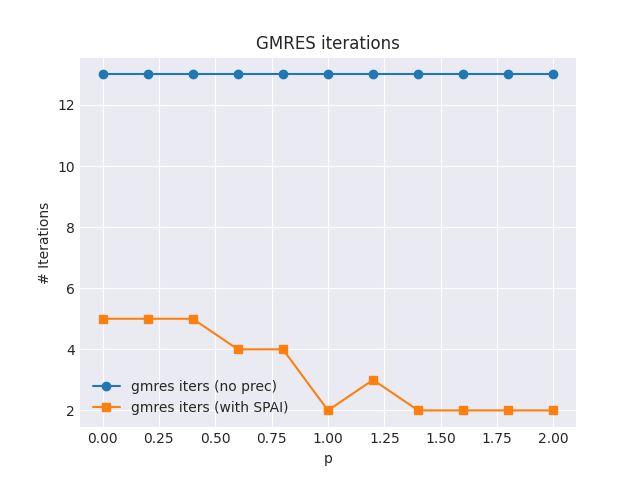 GMRES iterations
# Iterations
12
10
8
6
4
2
gmres iters (no prec)
gmres iters (with SPAI)
0.00 0.25 0.50 0.75 1.00 1.25 1.50 1.75 2.00
p